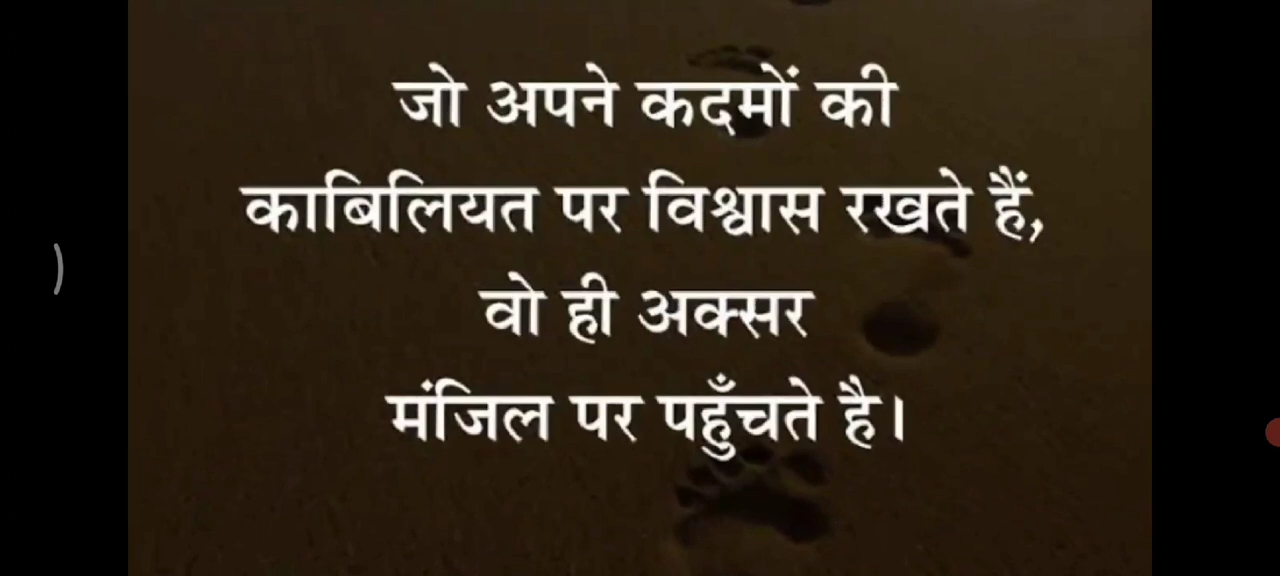 जो अपने कदमों की
काबिलियत पर विश्वास रखते हैं,
वो ही अक्सर
मंजिल पर पहुँचते है।